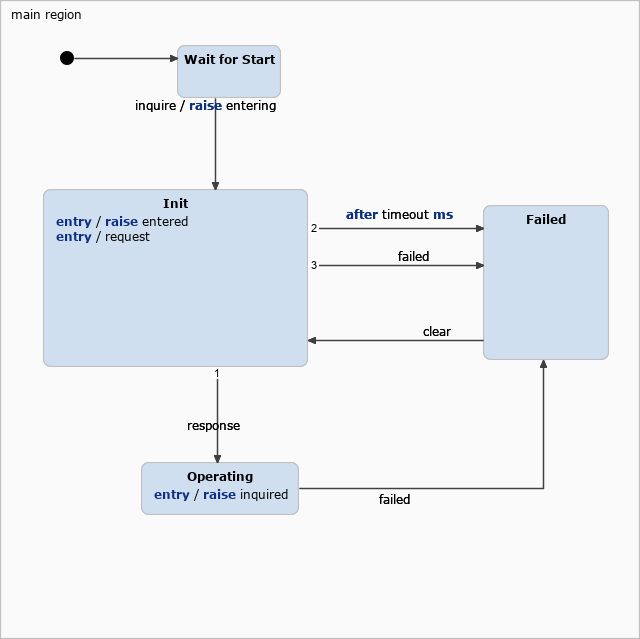 main region
Wait for Start
inquire / raise entering
Init
entry / raise entered
entry / request
2
after timeout ms
3
failed
clear
Failed
1
response
Operating
entry / raise inquired
failed